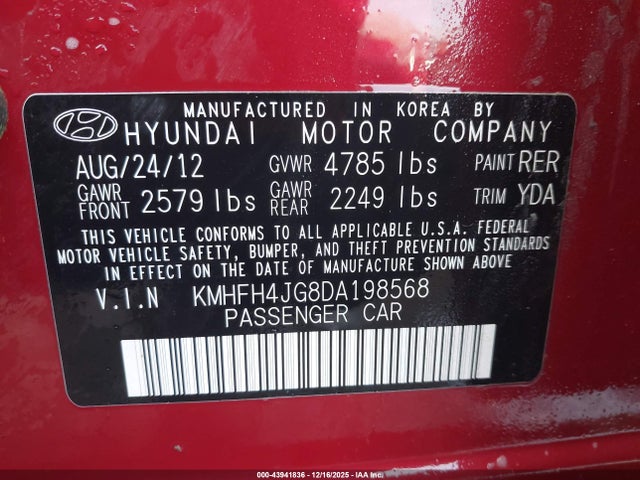 MANUFACTURED IN KOREA BY
HYUNDAI MOTOR COMPANY
AUG/24/12 GVWR 4785 lbs PAINT RER
GAWR FRONT 2579 lbs GAWR REAR 2249 lbs TRIM YDA
THIS VEHICLE CONFORMS TO ALL APPLICABLE U.S.A. FEDERAL
MOTOR VEHICLE SAFETY, BUMPER, AND THEFT PREVENTION STANDARDS
IN EFFECT ON THE DATE OF MANUFACTURE SHOWN ABOVE.
V.I.N KMHFH4JG8DA198568
PASSENGER CAR
000-43941836 - 12/16/2025 - COPART.COM